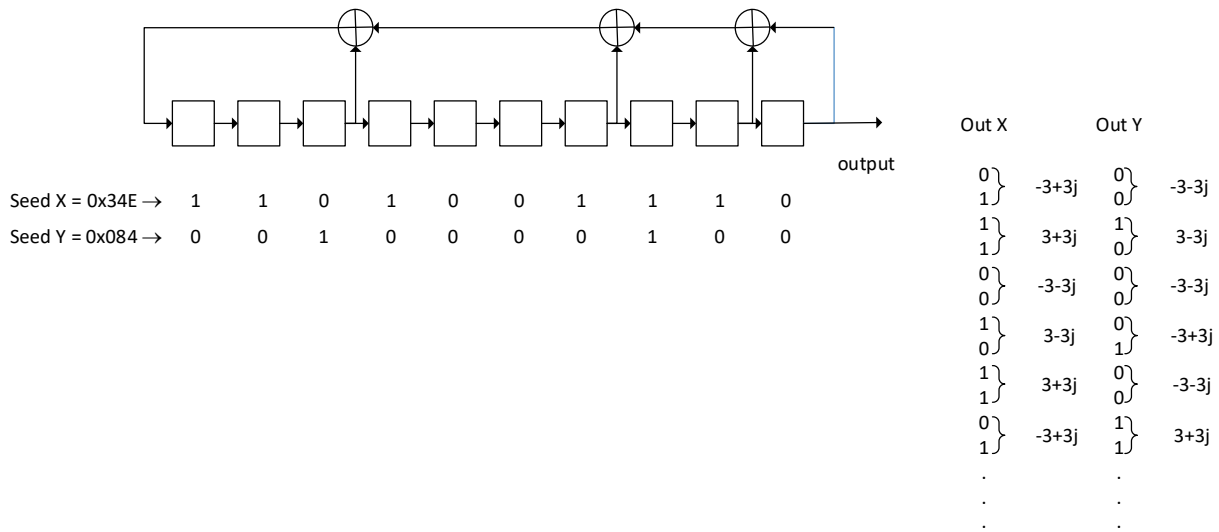 output
Seed X = 0x34E → 1 1 0 1 0 0 1 1 1 0
Seed Y = 0x084 → 0 0 1 0 0 0 0 1 0 0
Out X Out Y
0 0
-3+3j -3-3j
1 0
1 1
3+3j 3-3j
1 0
0 0
-3-3j -3-3j
0 0
1 0
3-3j -3+3j
0 1
1 0
3+3j -3-3j
1 0
0 1
-3+3j 3+3j
1 1
. .
. .
. .